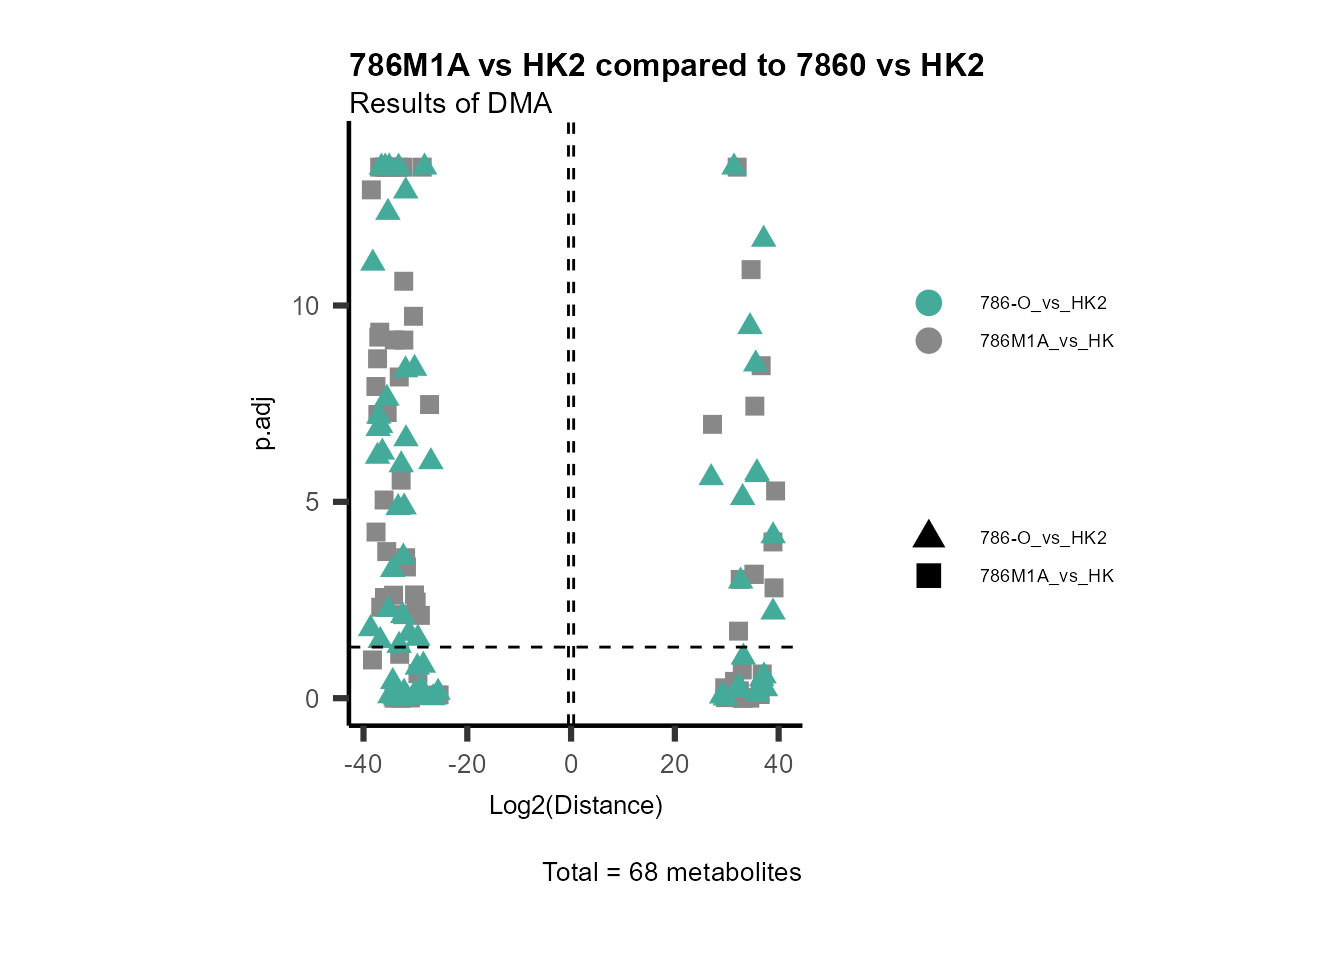 786M1A vs HK2 compared to 7860 vs HK2
Results of DMA
10
5
0
p.adj
-40 -20 0 20 40
Log2(Distance)
Total = 68 metabolites
786-O_vs_HK2
786M1A_vs_HK
786-O_vs_HK2
786M1A_vs_HK